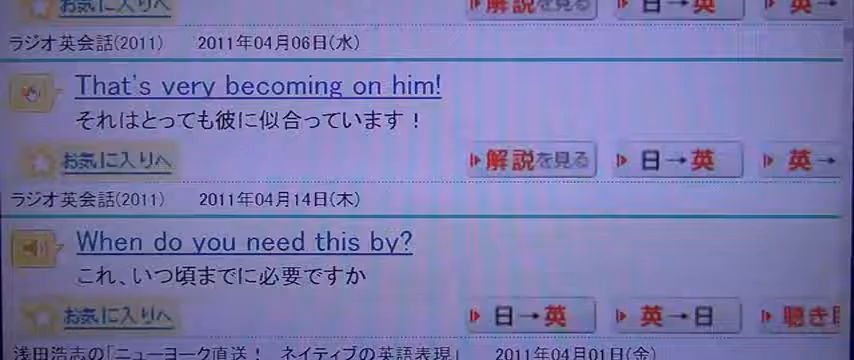 お気に入りへ 解説を見る 日→英 英→
ラジオ英会話(2011) 2011年04月06日(水)
That's very becoming on him!
それはとっても彼に似合っています！
お気に入りへ 解説を見る 日→英 英→
ラジオ英会話(2011) 2011年04月14日(木)
When do you need this by?
これ、いつ頃までに必要ですか
お気に入りへ 日→英 英→日 聴き
浅田浩志の「ニューヨーク直送！ ネイティブの英語表現」 2011年04月01日(金)